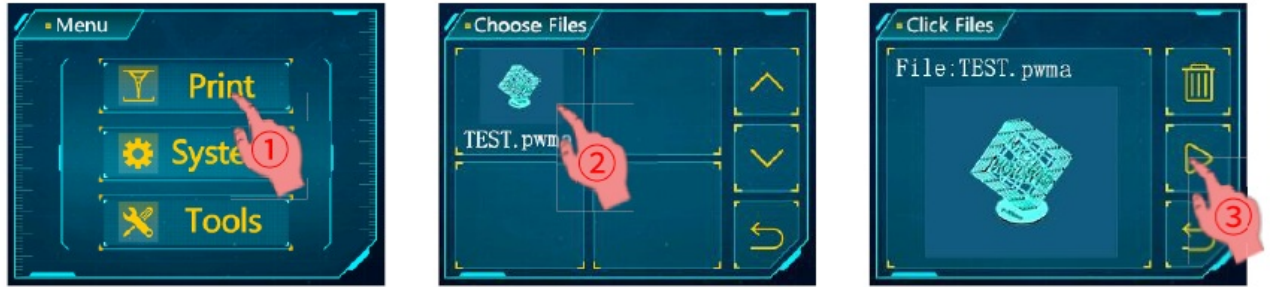 Menu
Print
①
Syste
Tools
Choose Files
TEST.pwma
②
Click Files
File:TEST.pwma
③